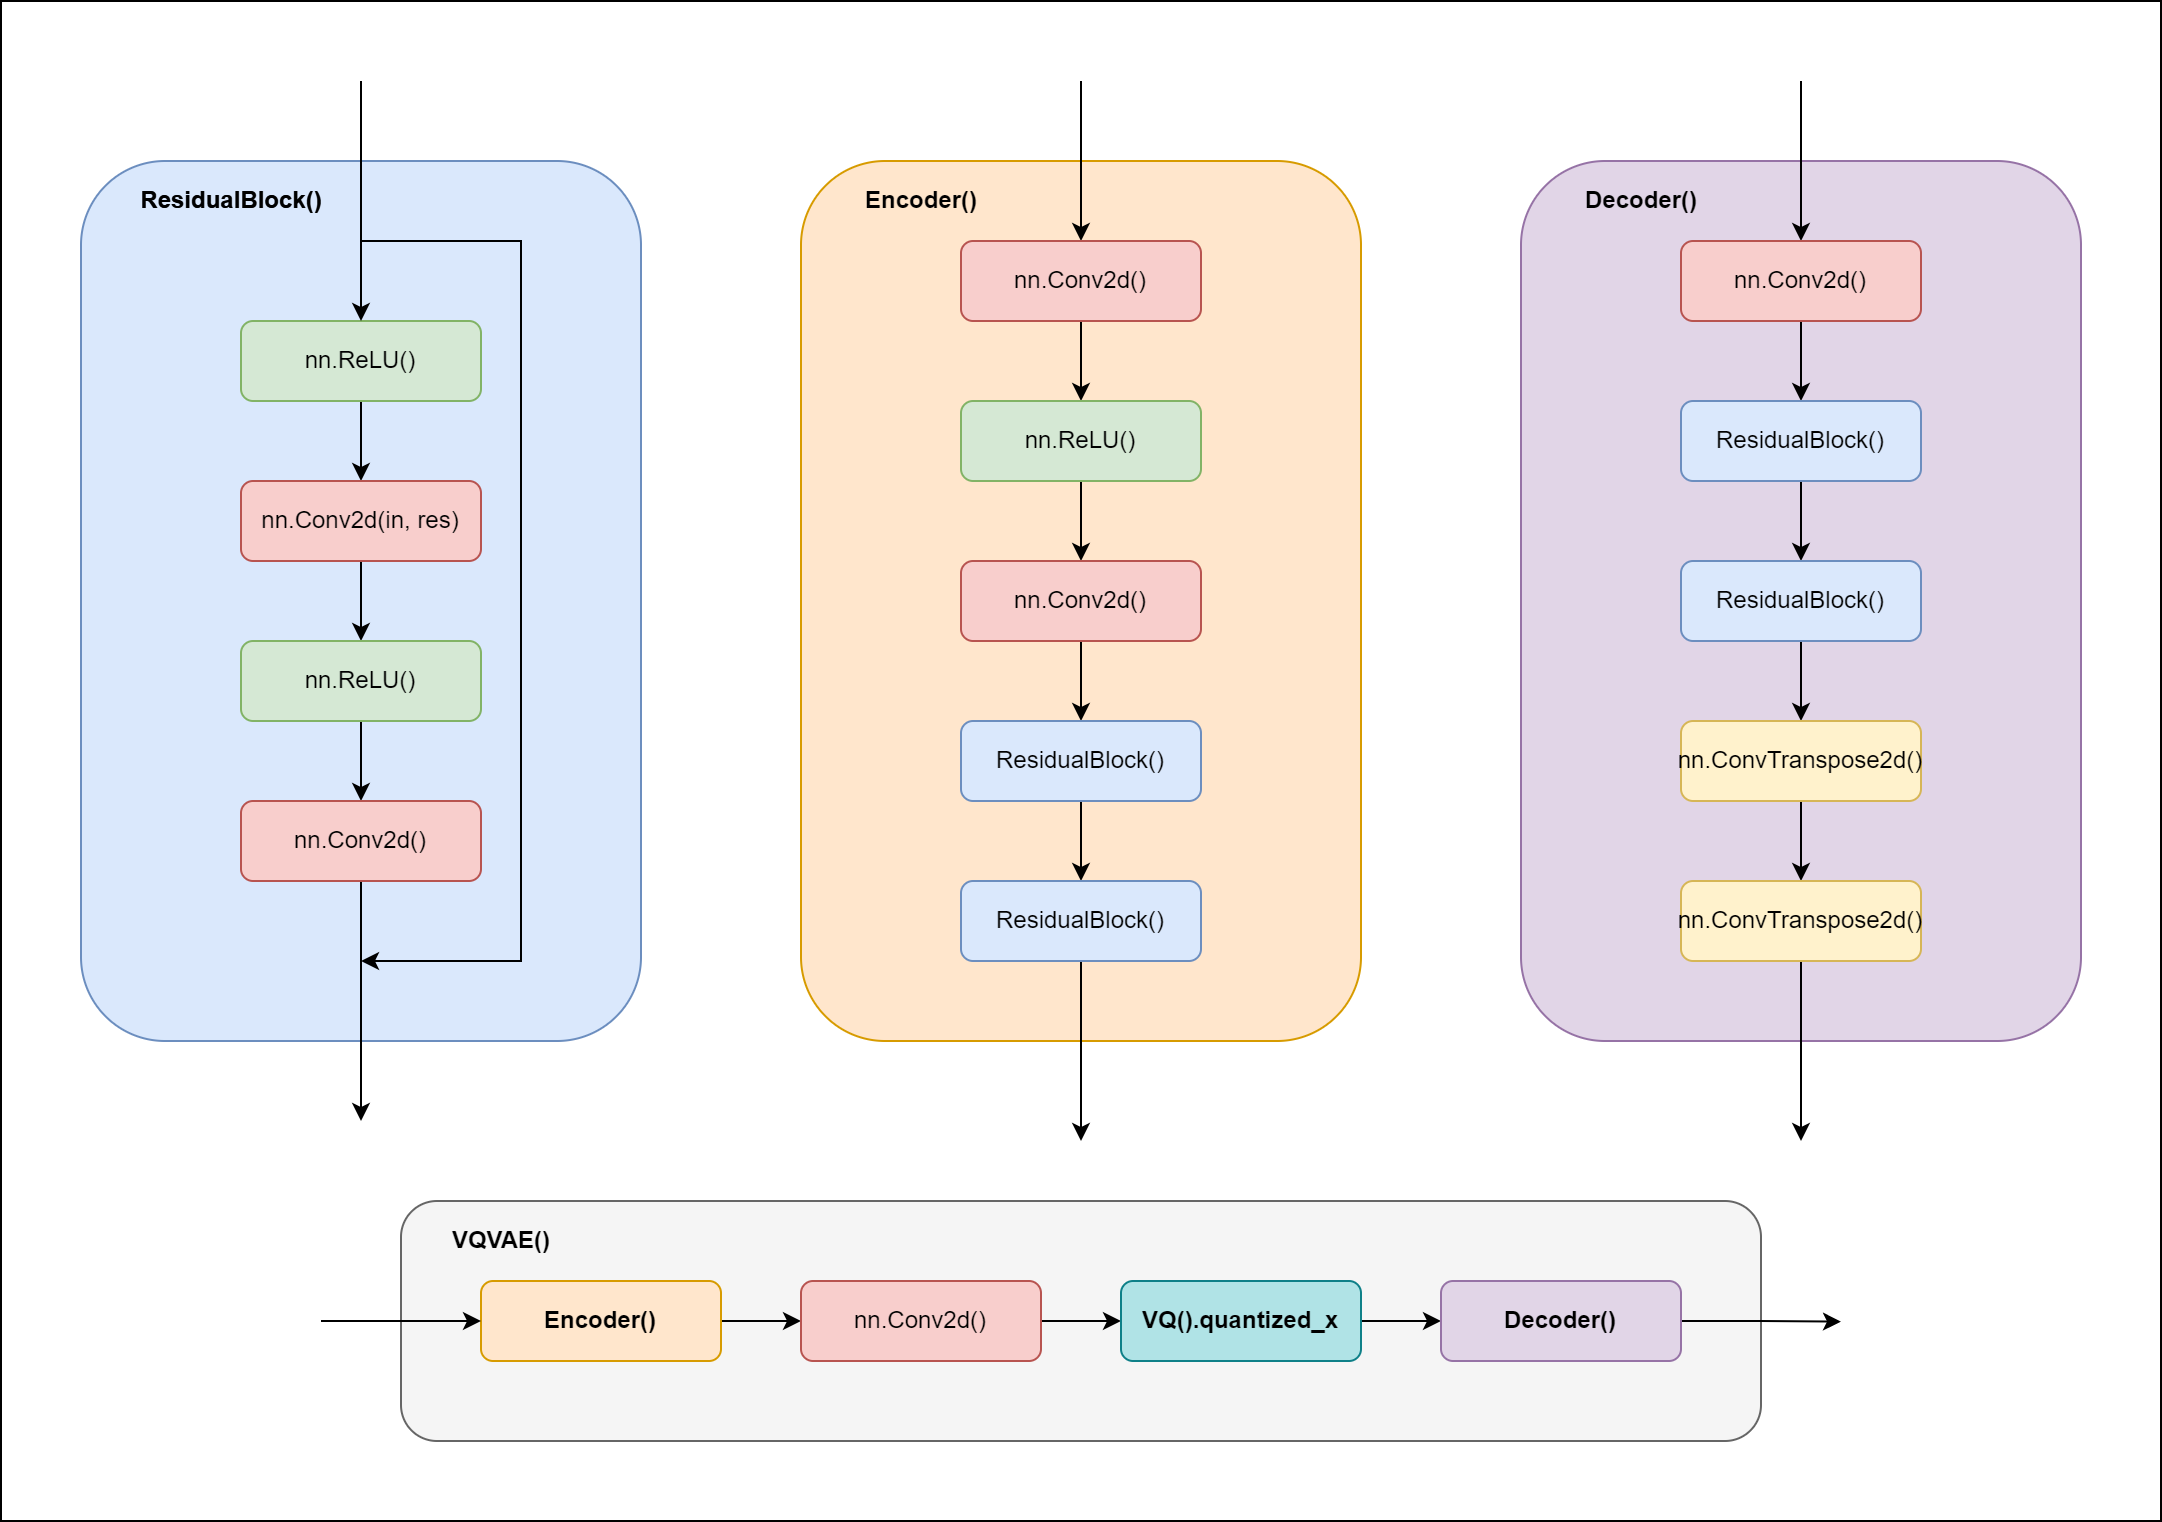 ResidualBlock()
nn.ReLU()
nn.Conv2d(in, res)
nn.ReLU()
nn.Conv2d()
Encoder()
nn.Conv2d()
nn.ReLU()
nn.Conv2d()
ResidualBlock()
ResidualBlock()
Decoder()
nn.Conv2d()
ResidualBlock()
ResidualBlock()
nn.ConvTranspose2d()
nn.ConvTranspose2d()
VQVAE()
Encoder()
nn.Conv2d()
VQ().quantized_x
Decoder()